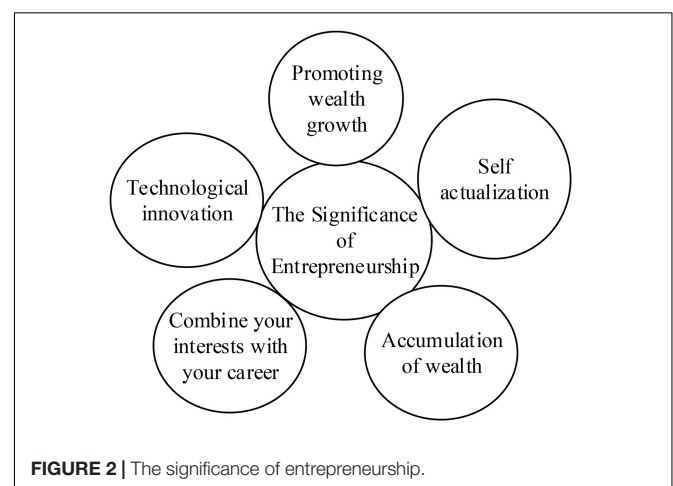 Promoting
wealth
growth
Self
actualization
Technological
innovation
The Significance
of
Entrepreneurship
Combine your
interests with
your career
Accumulation
of wealth
FIGURE 2 | The significance of entrepreneurship.